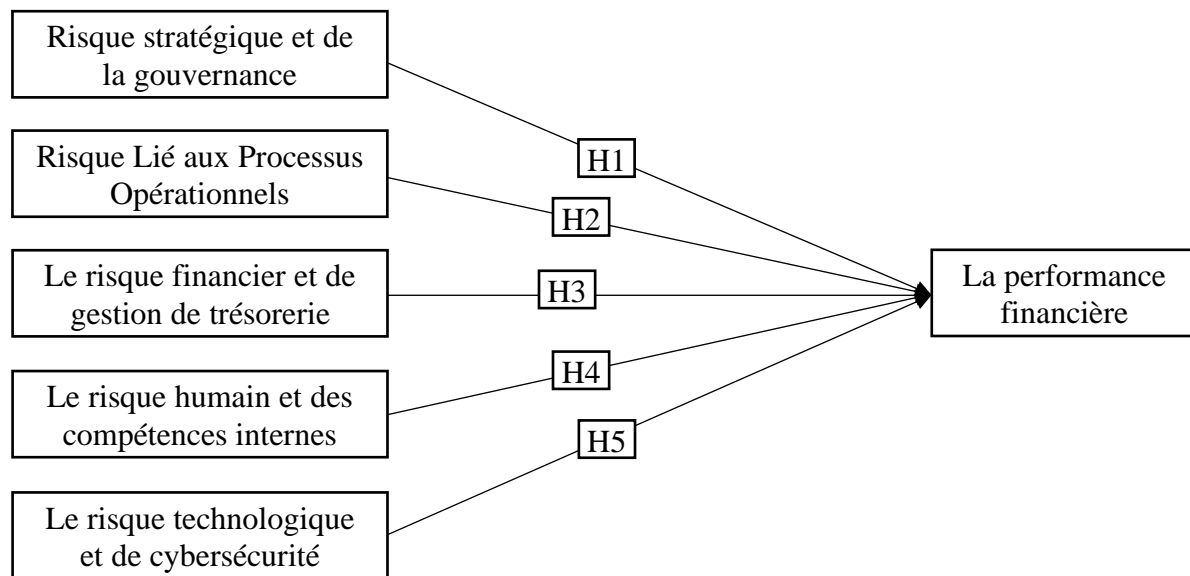 Risque stratégique et de
la gouvernance
H1
Risque Lié aux Processus
Opérationnels
H2
Le risque financier et de
gestion de trésorerie
H3
La performance
financière
Le risque humain et des
compétences internes
H4
Le risque technologique
et de cybersécurité
H5